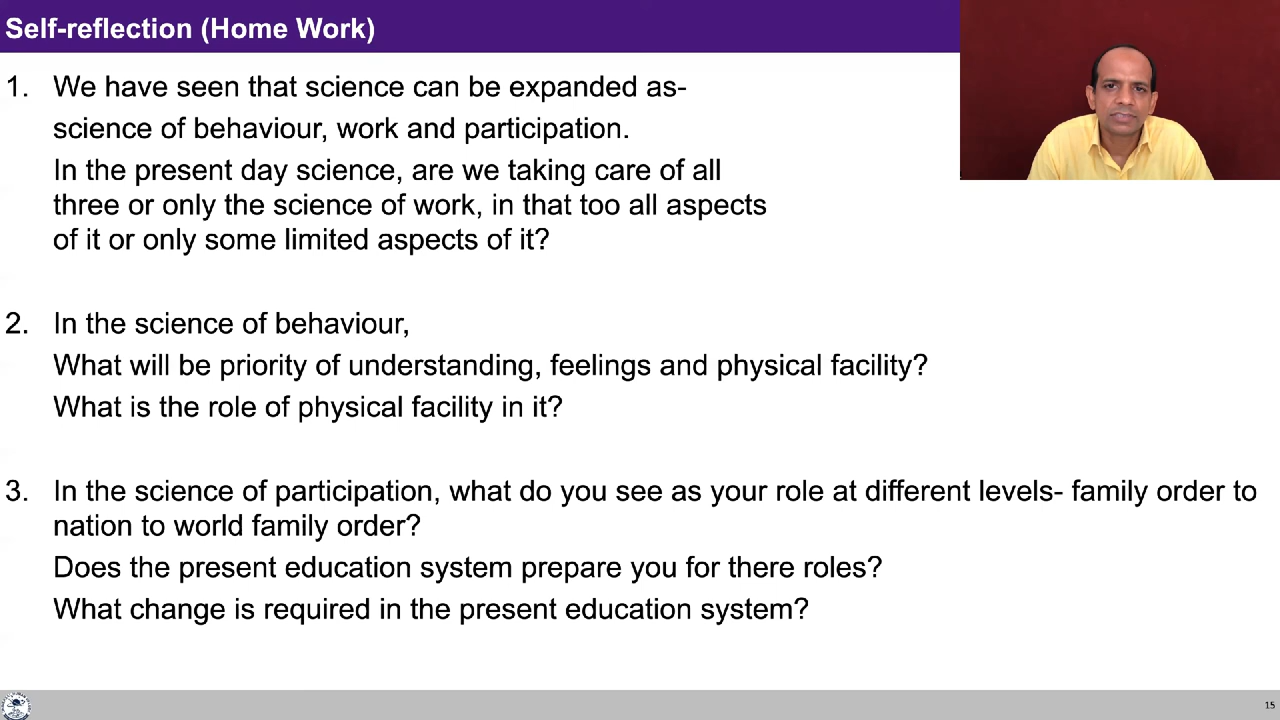 Self-reflection (Home Work)
1. We have seen that science can be expanded as-
science of behaviour, work and participation.
In the present day science, are we taking care of all
three or only the science of work, in that too all aspects
of it or only some limited aspects of it?
2. In the science of behaviour,
What will be priority of understanding, feelings and physical facility?
What is the role of physical facility in it?
3. In the science of participation, what do you see as your role at different levels- family order to
nation to world family order?
Does the present education system prepare you for there roles?
What change is required in the present education system?
15